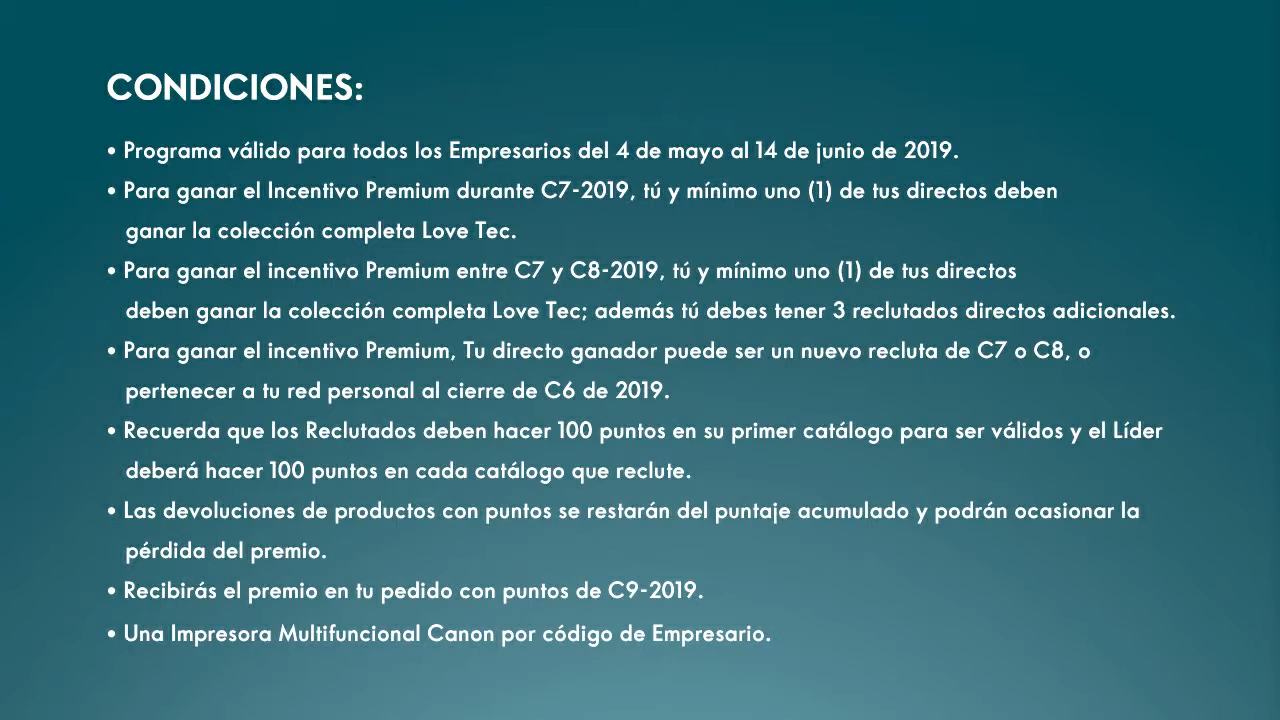 CONDICIONES:
• Programa válido para todos los Empresarios del 4 de mayo al 14 de junio de 2019.
• Para ganar el Incentivo Premium durante C7-2019, tú y mínimo uno (1) de tus directos deben
ganar la colección completa Love Tec.
• Para ganar el incentivo Premium entre C7 y C8-2019, tú y mínimo uno (1) de tus directos
deben ganar la colección completa Love Tec; además tú debes tener 3 reclutados directos adicionales.
• Para ganar el incentivo Premium, Tu directo ganador puede ser un nuevo recluta de C7 o C8, o
pertenecer a tu red personal al cierre de C6 de 2019.
• Recuerda que los Reclutados deben hacer 100 puntos en su primer catálogo para ser válidos y el Líder
deberá hacer 100 puntos en cada catálogo que reclute.
• Las devoluciones de productos con puntos se restarán del puntaje acumulado y podrán ocasionar la
pérdida del premio.
• Recibirás el premio en tu pedido con puntos de C9-2019.
• Una Impresora Multifuncional Canon por código de Empresario.